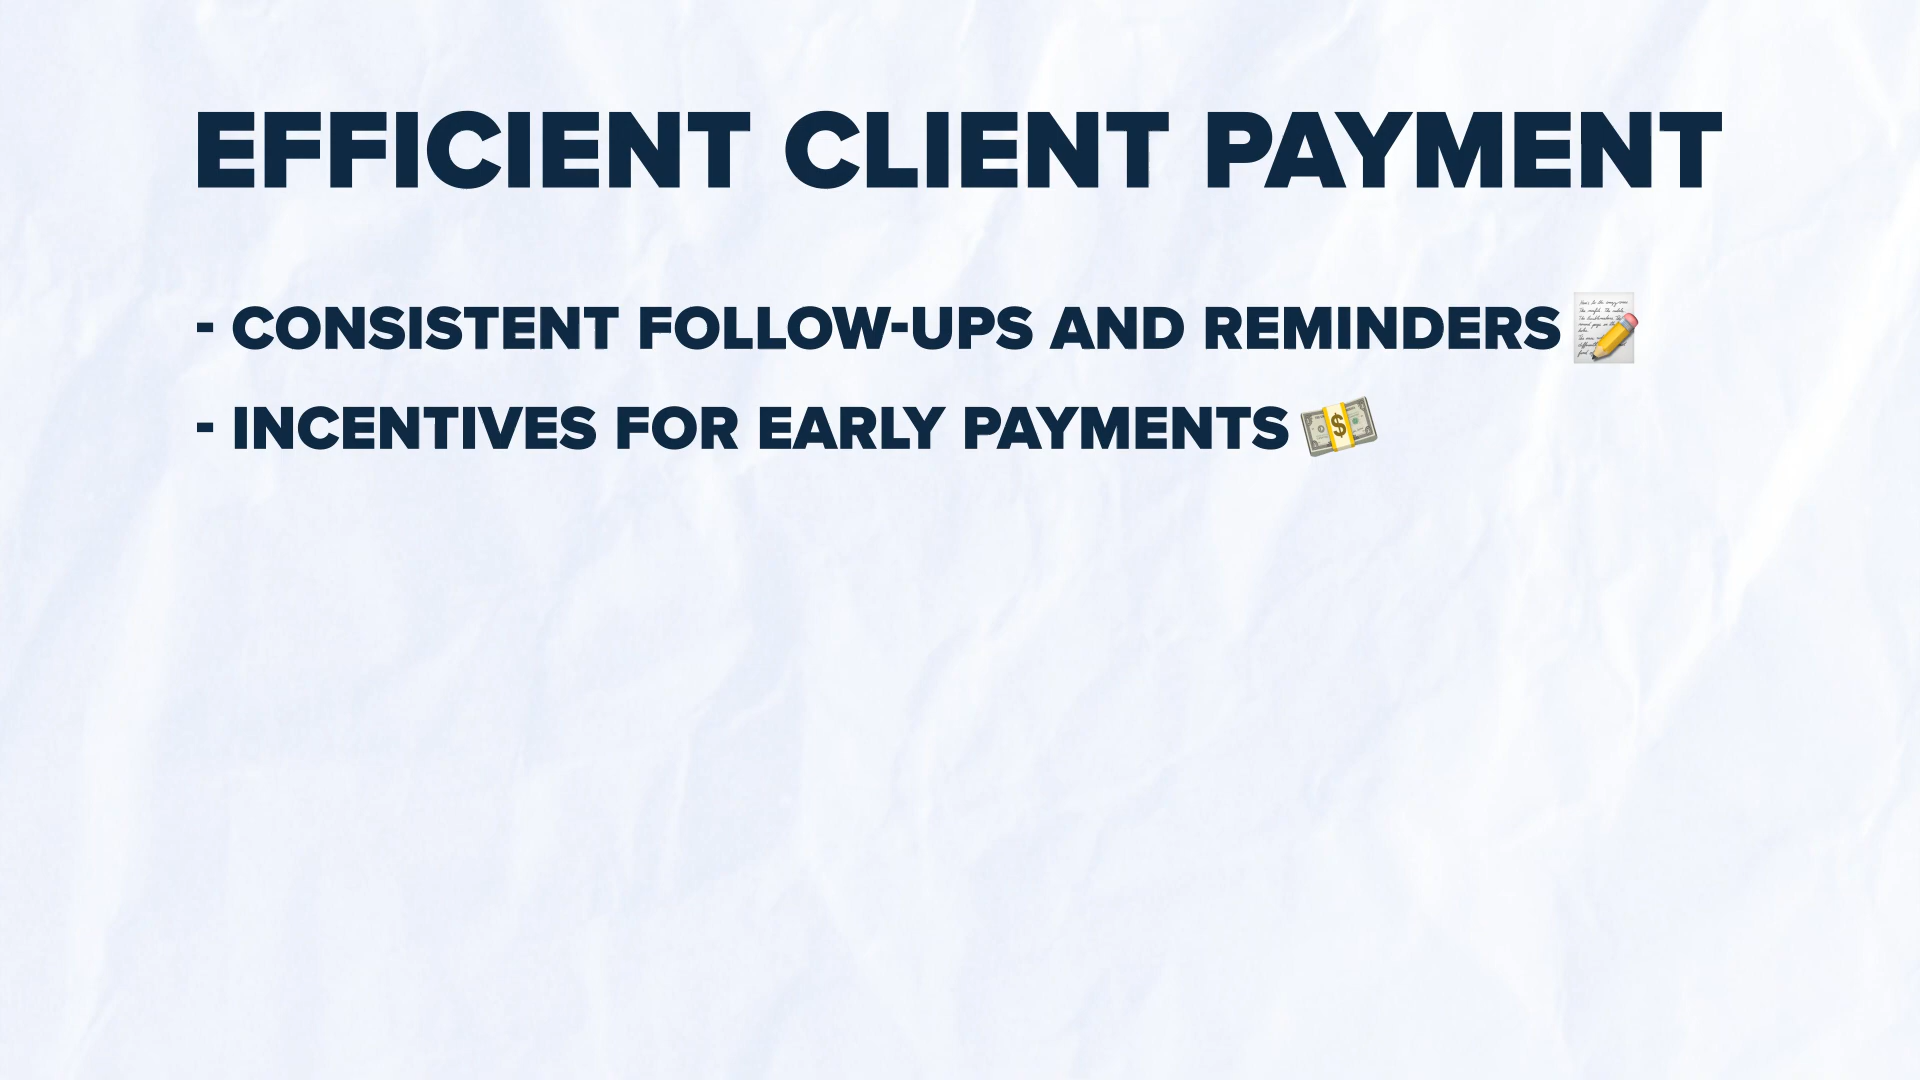 EFFICIENT CLIENT PAYMENT
- CONSISTENT FOLLOW-UPS AND REMINDERS 📝
- INCENTIVES FOR EARLY PAYMENTS 💵